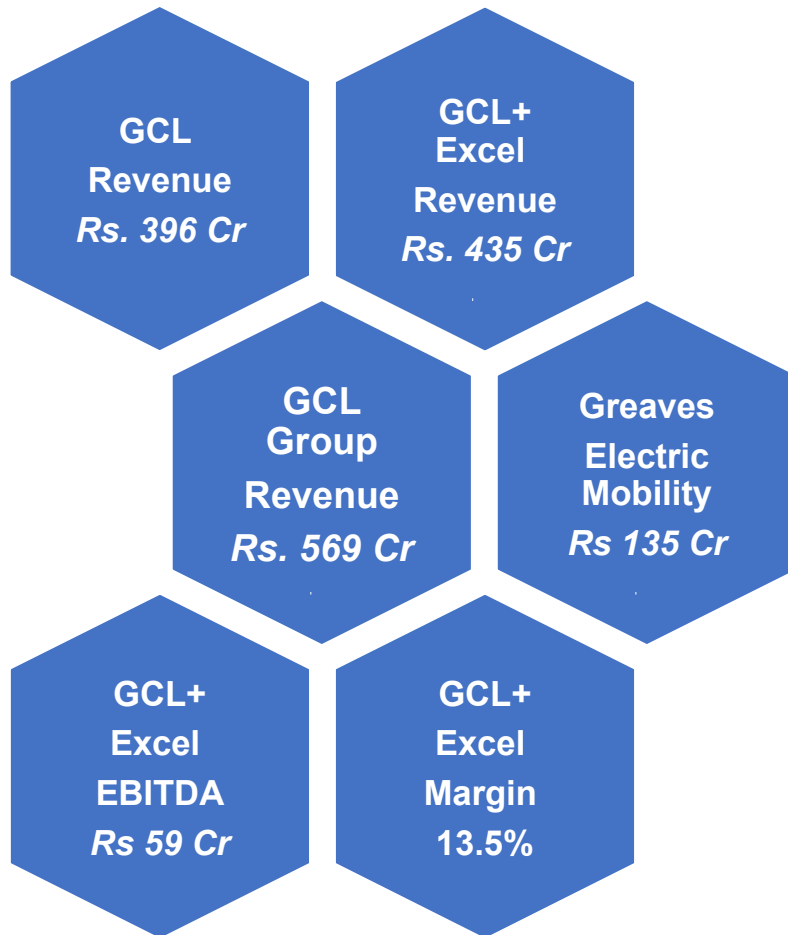 GCL
Revenue
Rs. 396 Cr
GCL+
Excel
Revenue
Rs. 435 Cr
GCL
Group
Revenue
Rs. 569 Cr
Greaves
Electric
Mobility
Rs 135 Cr
GCL+
Excel
EBITDA
Rs 59 Cr
GCL+
Excel
Margin
13.5%